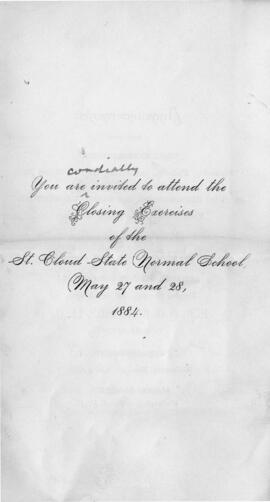 cordially
You are ^ invited to attend the
Closing Exercises
of the
St. Cloud State Normal School,
May 27 and 28,
1884.